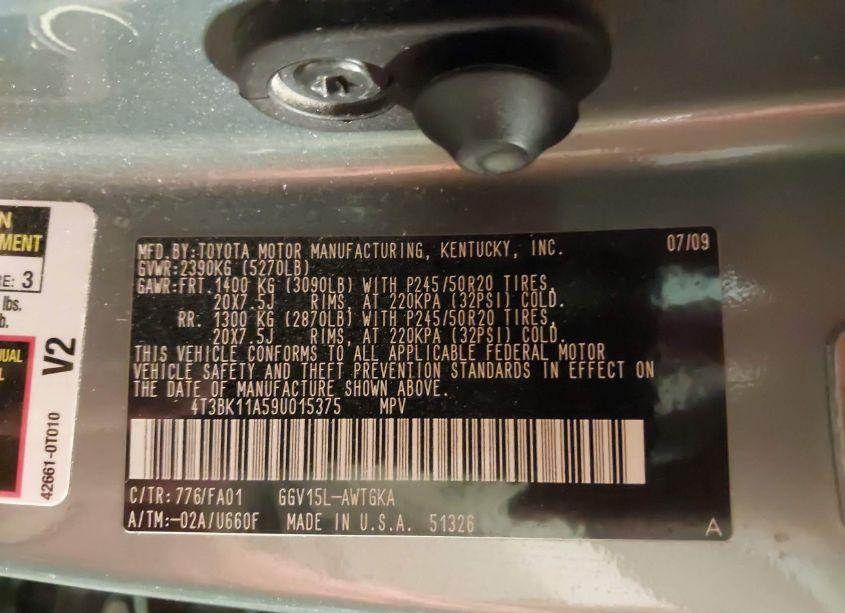 N
MENT
RE: 3
lbs.
b.
UAL
L
V2
42661-0T010
MFD.BY:TOYOTA MOTOR MANUFACTURING, KENTUCKY, INC. 07/09
GVWR:2390KG (5270LB)
GAWR:FRT. 1400 KG (3090LB) WITH P245/50R20 TIRES,
20X7.5J RIMS, AT 220KPA (32PSI) COLD.
RR: 1300 KG (2870LB) WITH P245/50R20 TIRES,
20X7.5J RIMS, AT 220KPA (32PSI) COLD.
THIS VEHICLE CONFORMS TO ALL APPLICABLE FEDERAL MOTOR
VEHICLE SAFETY AND THEFT PREVENTION STANDARDS IN EFFECT ON
THE DATE OF MANUFACTURE SHOWN ABOVE.
4T3BK11A59U015375 MPV
C/TR:776/FA01 GGV15L-AWTGKA
A/TM:-02A/U660F MADE IN U.S.A. 51326 A